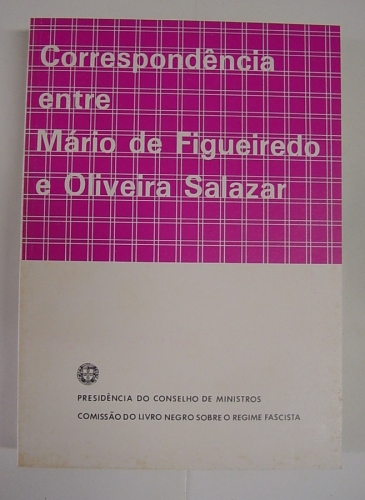 Correspondência
entre
Mário de Figueiredo
e Oliveira Salazar
PRESIDÊNCIA DO CONSELHO DE MINISTROS
COMISSÃO DO LIVRO NEGRO SOBRE O REGIME FASCISTA